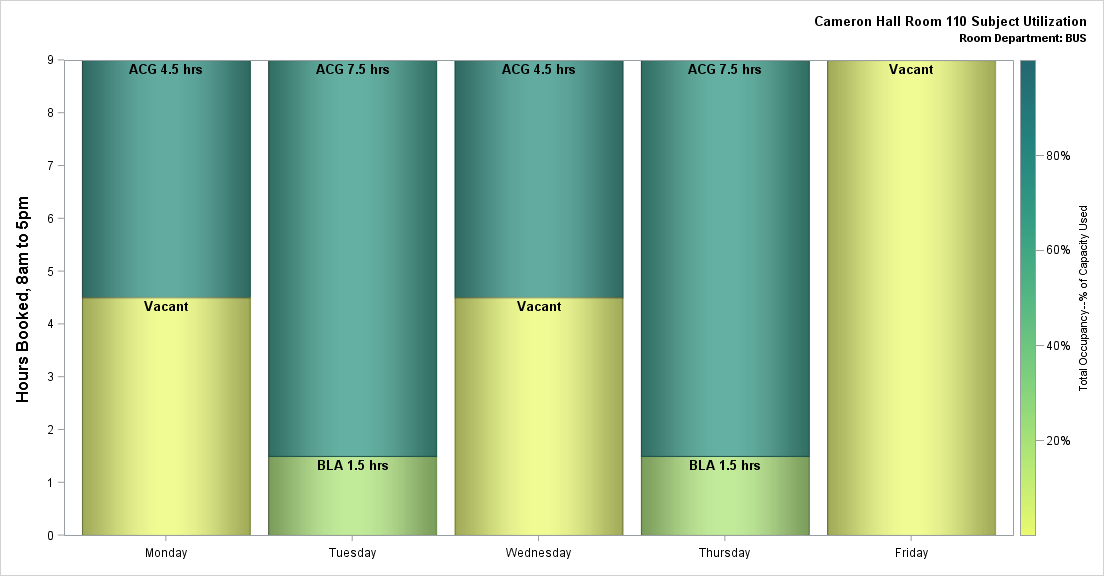 Cameron Hall Room 110 Subject Utilization
Room Department: BUS
Hours Booked, 8am to 5pm
9
8
7
6
5
4
3
2
1
0
ACG 4.5 hrs
Vacant
ACG 7.5 hrs
BLA 1.5 hrs
ACG 4.5 hrs
Vacant
ACG 7.5 hrs
BLA 1.5 hrs
Vacant
Monday
Tuesday
Wednesday
Thursday
Friday
80%
60%
40%
20%
Total Occupancy--% of Capacity Used